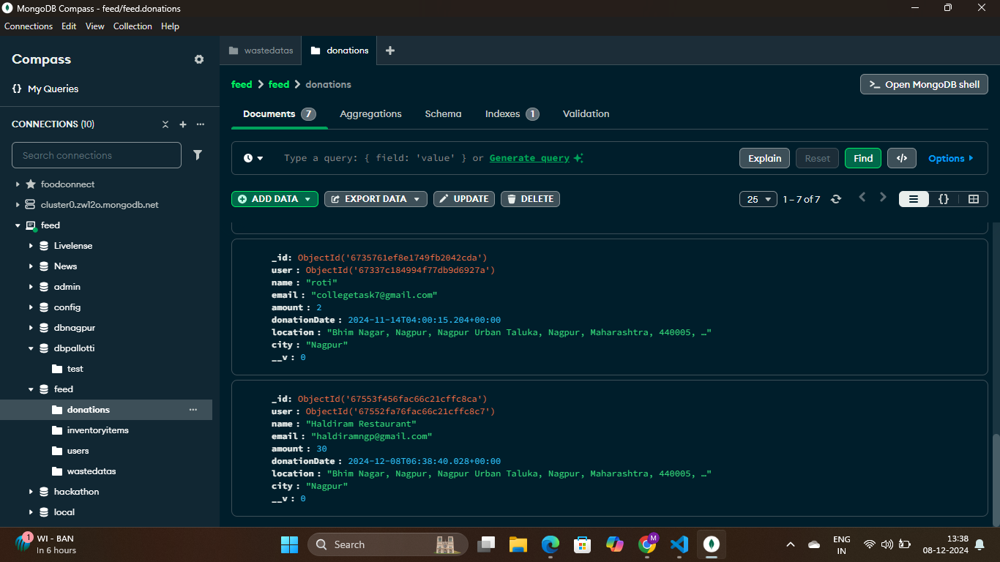 MongoDB Compass - feed/feed.donations
Connections Edit View Collection Help
Compass
{} My Queries
CONNECTIONS (10)
Search connections
foodconnect
cluster0.zw12o.mongodb.net
feed
Livelense
News
admin
config
dbnagpur
dbpallotti
test
feed
donations
inventoryitems
users
wastedatas
hackathon
local
wastedatas donations
feed > feed > donations
>_ Open MongoDB shell
Documents 7 Aggregations Schema Indexes 1 Validation
Type a query: { field: 'value' } or Generate query
Explain Reset Find </> Options
ADD DATA EXPORT DATA UPDATE DELETE
25 1 – 7 of 7 {}
_id: ObjectId('6735761ef8e1749fb2042cda')
user : ObjectId('67337c184994f77db9d6927a')
name : "roti"
email : "collegetask7@gmail.com"
amount : 2
donationDate : 2024-11-14T04:00:15.204+00:00
location : "Bhim Nagar, Nagpur, Nagpur Urban Taluka, Nagpur, Maharashtra, 440005, …"
city : "Nagpur"
__v : 0
_id: ObjectId('67553f456fac66c21cffc8ca')
user : ObjectId('67552fa76fac66c21cffc8c7')
name : "Haldiram Restaurant"
email : "haldiramngp@gmail.com"
amount : 30
donationDate : 2024-12-08T06:38:40.028+00:00
location : "Bhim Nagar, Nagpur, Nagpur Urban Taluka, Nagpur, Maharashtra, 440005, …"
city : "Nagpur"
__v : 0
1
WI - BAN
In 6 hours
Search
M
ENG
IN
13:38
08-12-2024